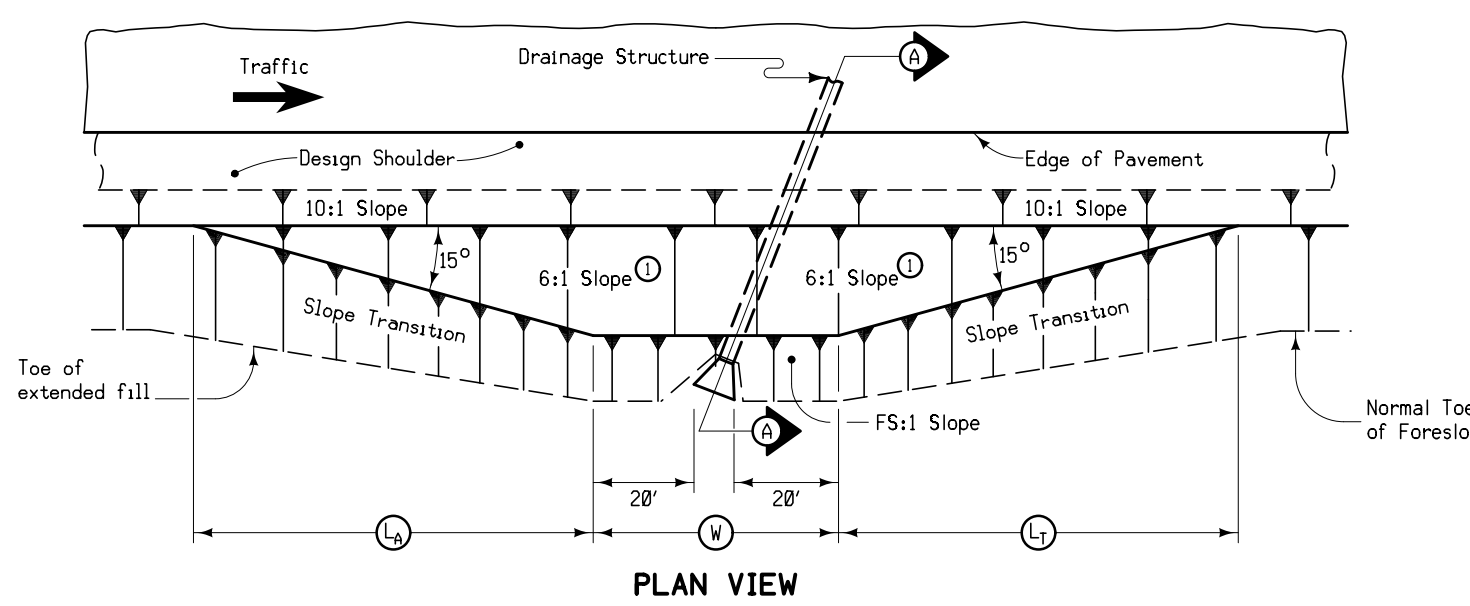 Drainage Structure
A
Traffic
Design Shoulder
Edge of Pavement
10:1 Slope
10:1 Slope
15°
6:1 Slope 1
6:1 Slope 1
15°
Slope Transition
Slope Transition
Toe of
extended fill
Normal Toe
of Foreslo
A
FS:1 Slope
20'
20'
LA
W
LT
PLAN VIEW